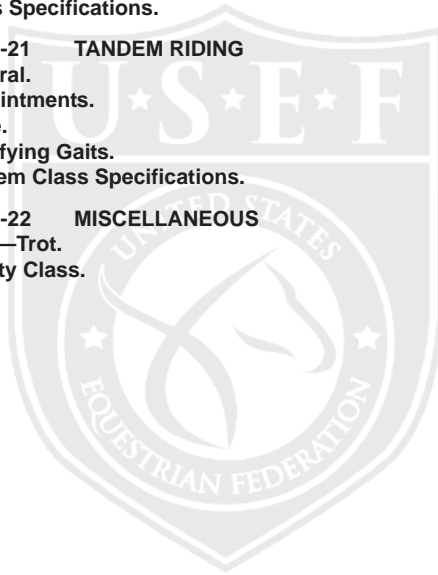 s Specifications.
-21 TANDEM RIDING
ral.
intments.
e.
fying Gaits.
em Class Specifications.
-22 MISCELLANEOUS
—Trot.
ty Class.
U★S★E★F
UNITED STATES
EQUESTRIAN FEDERATION